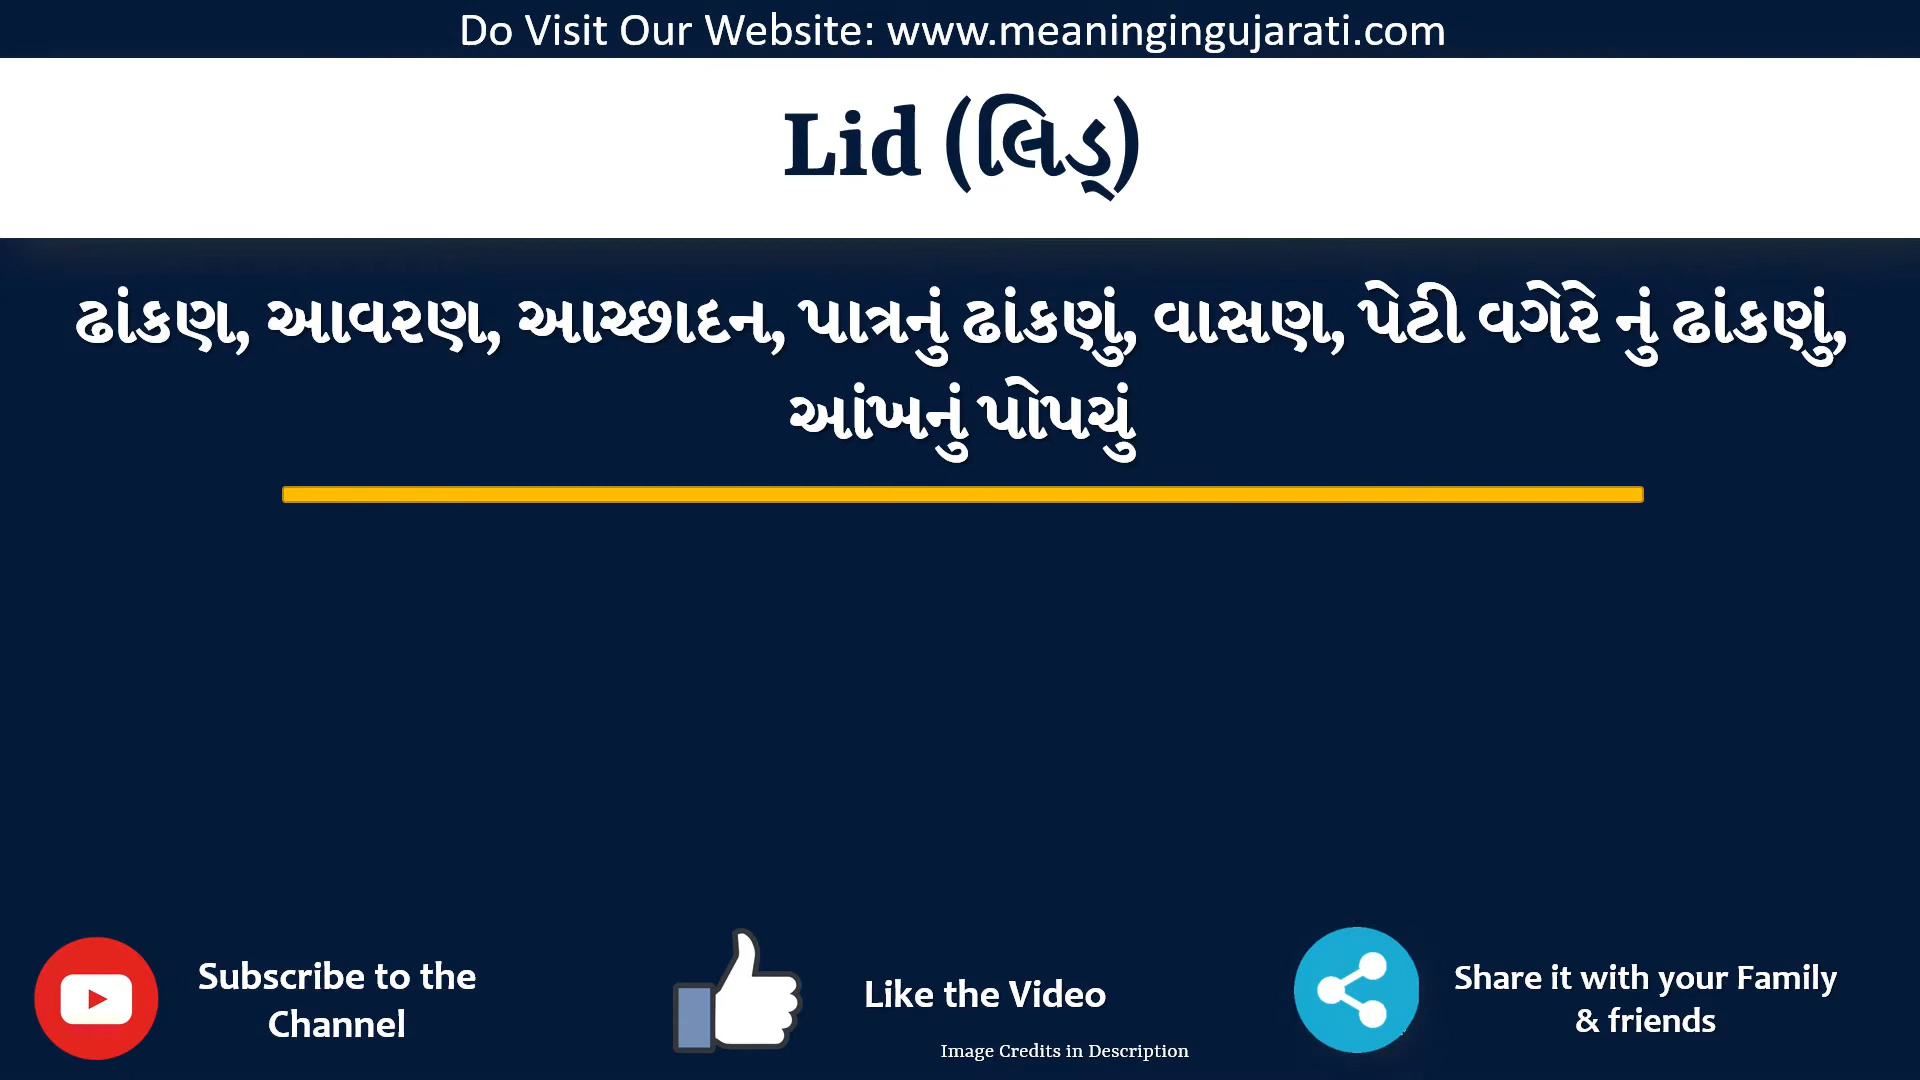 Do Visit Our Website: www.meaningingujarati.com
Lid (લિડ્)
ઢાંકણ, આવરણ, આચ્છાદન, પાત્રનું ઢાંકણું, વાસણ, પેટી વગેરે નું ઢાંકણું,
આંખનું પોપચું
Subscribe to the
Channel
Like the Video
Share it with your Family
& friends
Image Credits in Description